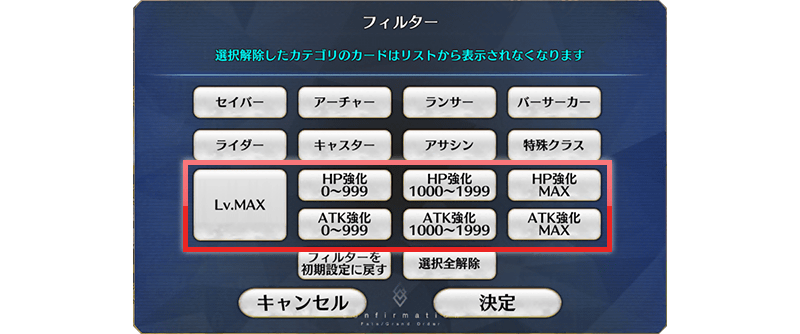 フィルター
選択解除したカテゴリのカードはリストから表示されなくなります
セイバー アーチャー ランサー バーサーカー
ライダー キャスター アサシン 特殊クラス
Lv.MAX
HP強化 HP強化 HP強化
0～999 1000～1999 MAX
ATK強化 ATK強化 ATK強化
0～999 1000～1999 MAX
フィルターを
初期設定に戻す 選択全解除
キャンセル 決定
Fate/Grand Order